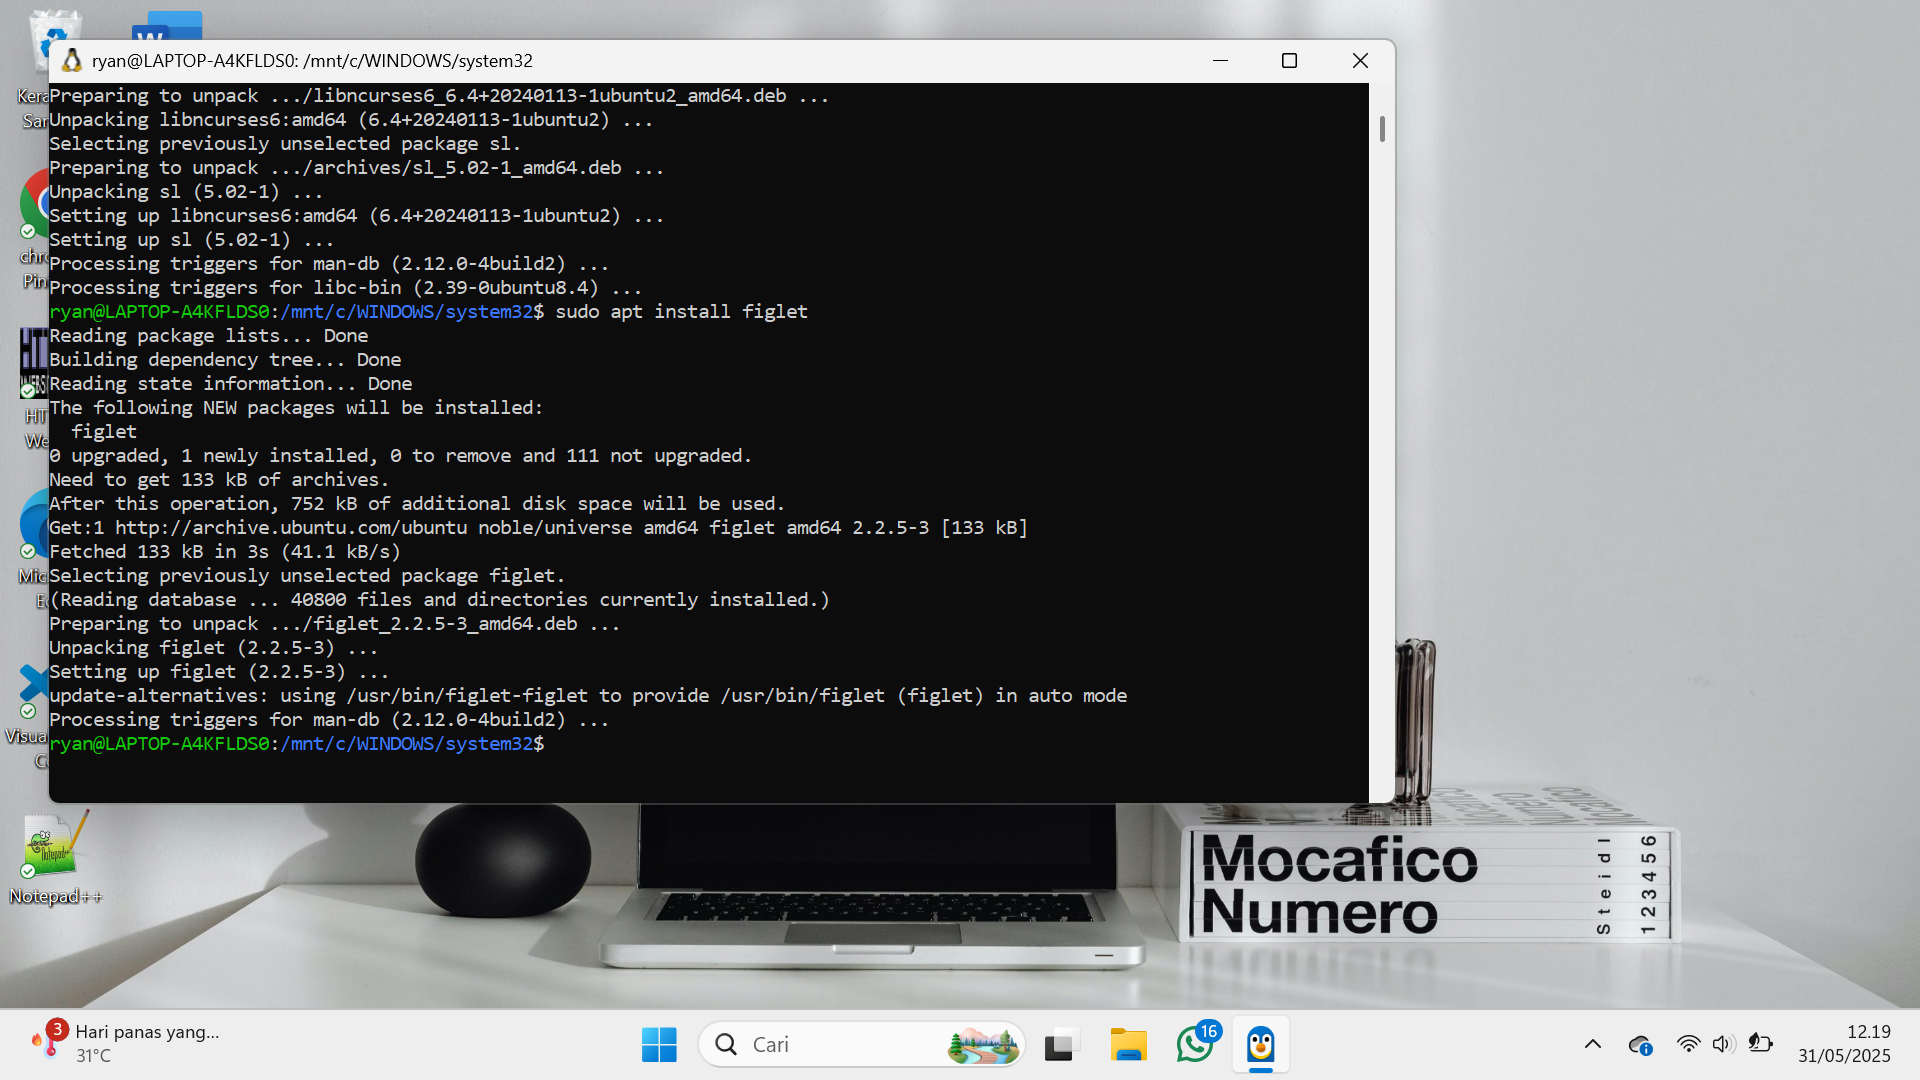 ryan@LAPTOP-A4KFLDS0: /mnt/c/WINDOWS/system32
Preparing to unpack .../libncurses6_6.4+20240113-1ubuntu2_amd64.deb ...
Unpacking libncurses6:amd64 (6.4+20240113-1ubuntu2) ...
Selecting previously unselected package sl.
Preparing to unpack .../archives/sl_5.02-1_amd64.deb ...
Unpacking sl (5.02-1) ...
Setting up libncurses6:amd64 (6.4+20240113-1ubuntu2) ...
Setting up sl (5.02-1) ...
Processing triggers for man-db (2.12.0-4build2) ...
Processing triggers for libc-bin (2.39-0ubuntu8.4) ...
ryan@LAPTOP-A4KFLDS0:/mnt/c/WINDOWS/system32$ sudo apt install figlet
Reading package lists... Done
Building dependency tree... Done
Reading state information... Done
The following NEW packages will be installed:
  figlet
0 upgraded, 1 newly installed, 0 to remove and 111 not upgraded.
Need to get 133 kB of archives.
After this operation, 752 kB of additional disk space will be used.
Get:1 http://archive.ubuntu.com/ubuntu noble/universe amd64 figlet amd64 2.2.5-3 [133 kB]
Fetched 133 kB in 3s (41.1 kB/s)
Selecting previously unselected package figlet.
(Reading database ... 40800 files and directories currently installed.)
Preparing to unpack .../figlet_2.2.5-3_amd64.deb ...
Unpacking figlet (2.2.5-3) ...
Setting up figlet (2.2.5-3) ...
update-alternatives: using /usr/bin/figlet-figlet to provide /usr/bin/figlet (figlet) in auto mode
Processing triggers for man-db (2.12.0-4build2) ...
ryan@LAPTOP-A4KFLDS0:/mnt/c/WINDOWS/system32$
Notepad++
Mocafico
Numero
Steidl
123456
3
Hari panas yang...
31°C
Cari
16
12.19
31/05/2025